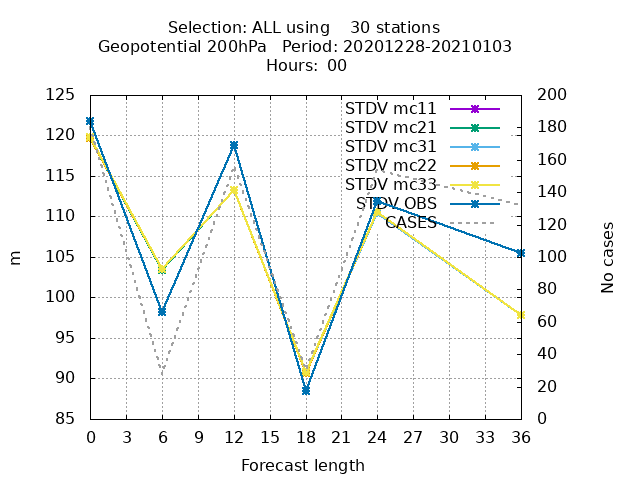 Selection: ALL using    30 stations
Geopotential 200hPa   Period: 20201228-20210103
Hours:  00
STDV mc11
STDV mc21
STDV mc31
STDV mc22
STDV mc33
STDV OBS
CASES
125
120
115
110
105
100
95
90
85
m
200
180
160
140
120
100
80
60
40
20
0
No cases
0 3 6 9 12 15 18 21 24 27 30 33 36
Forecast length